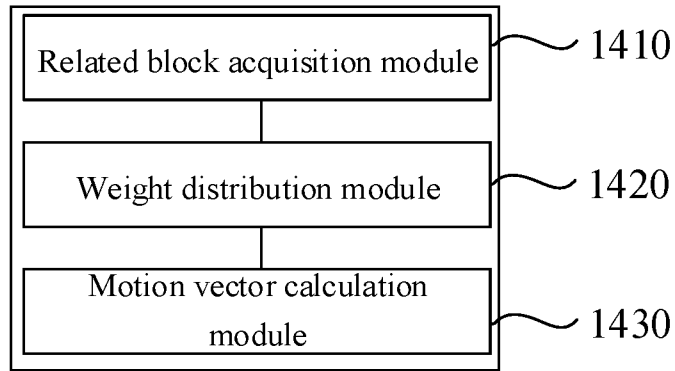 Related block acquisition module
1410
Weight distribution module
1420
Motion vector calculation
module
1430